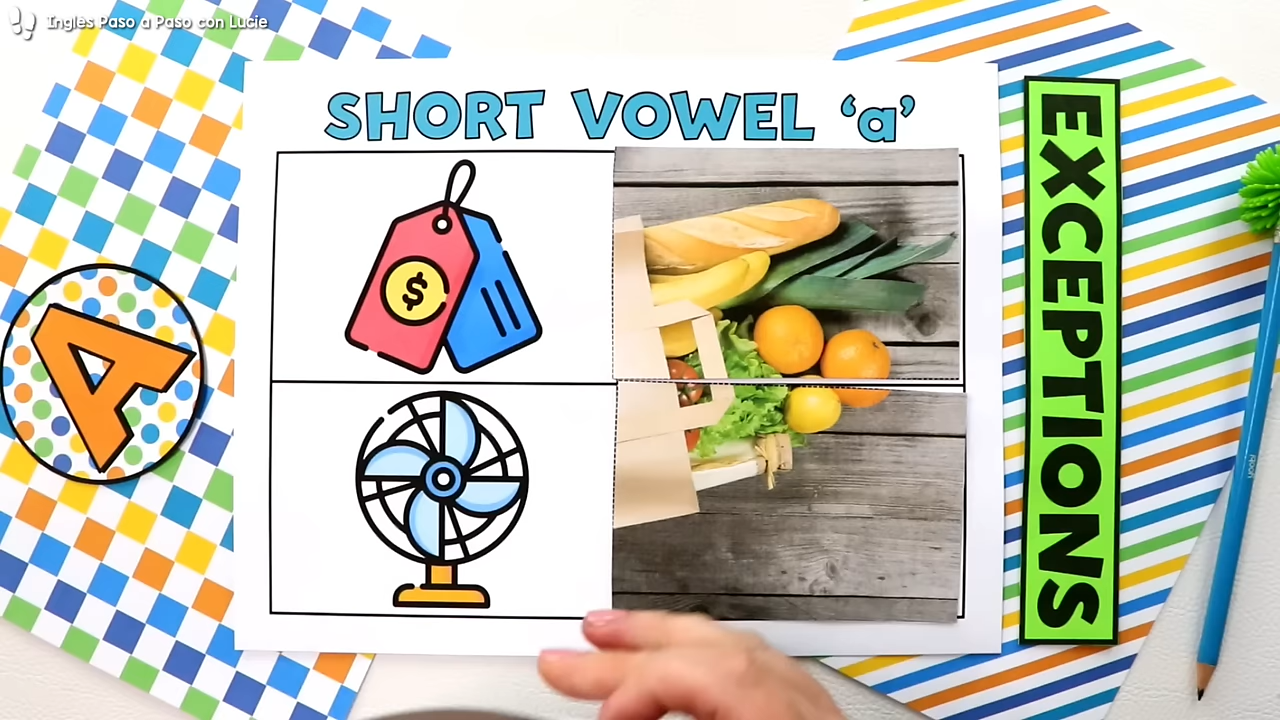 Inglés Paso a Paso con Lucie
SHORT VOWEL ‘a’
A
$
EXCEPTIONS